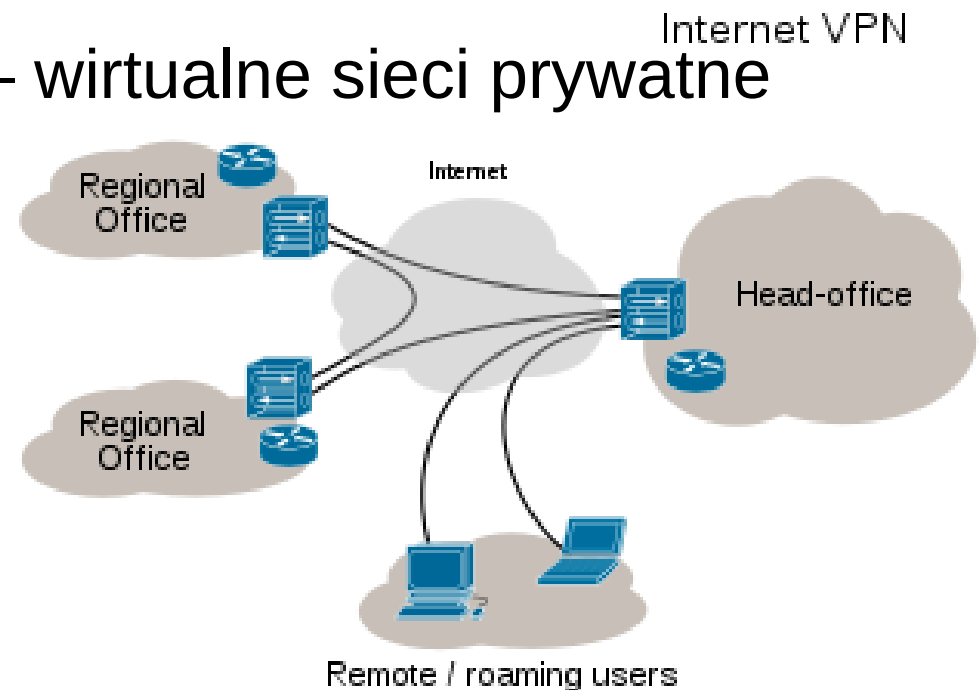 Internet VPN
- wirtualne sieci prywatne
Internet
Regional
Office
Head-office
Regional
Office
Remote / roaming users